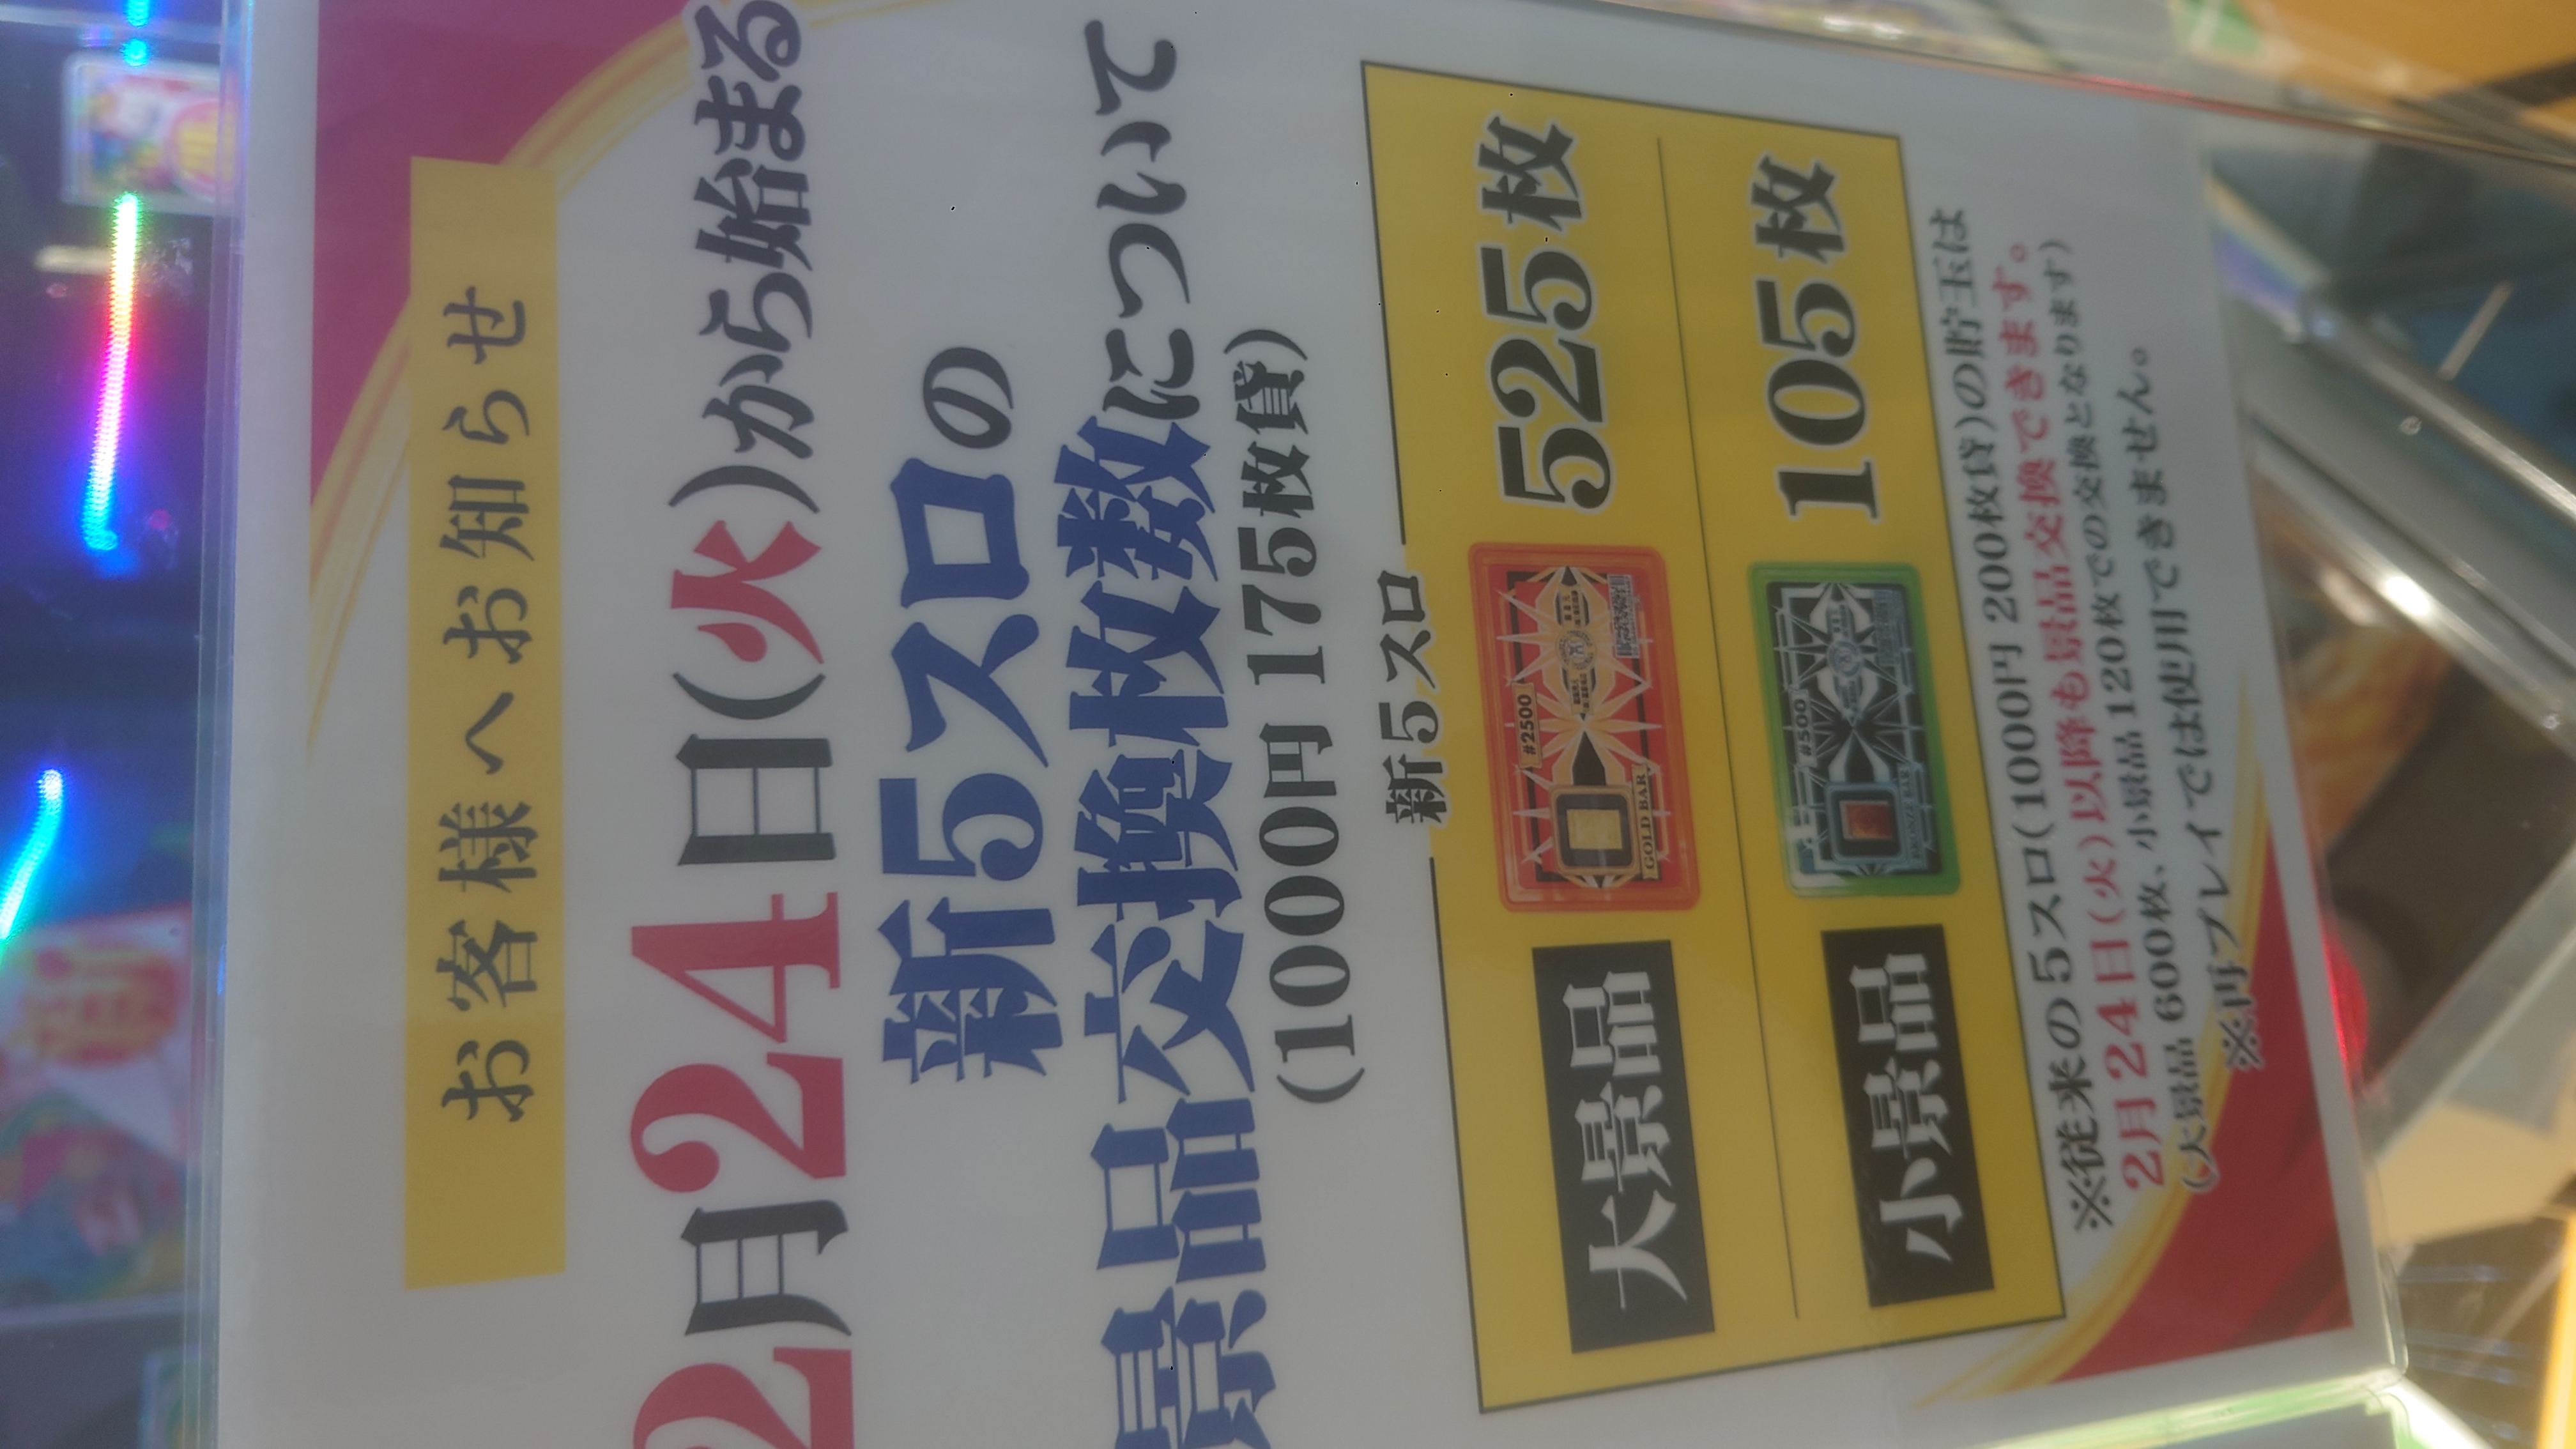 お客様へお知らせ
2月24日(火)から始まる
新5スロの
景品交換枚数について
(1000円 175枚貸)
新5スロ
大景品 #2500 GOLD BAR 525枚
小景品 #500 105枚
※従来の5スロ(1000円 200枚貸)の貯玉は
2月24日(火)以降も景品交換できます。
(大景品 600枚、小景品 120枚での交換となります)
※再プレイでは使用できません。